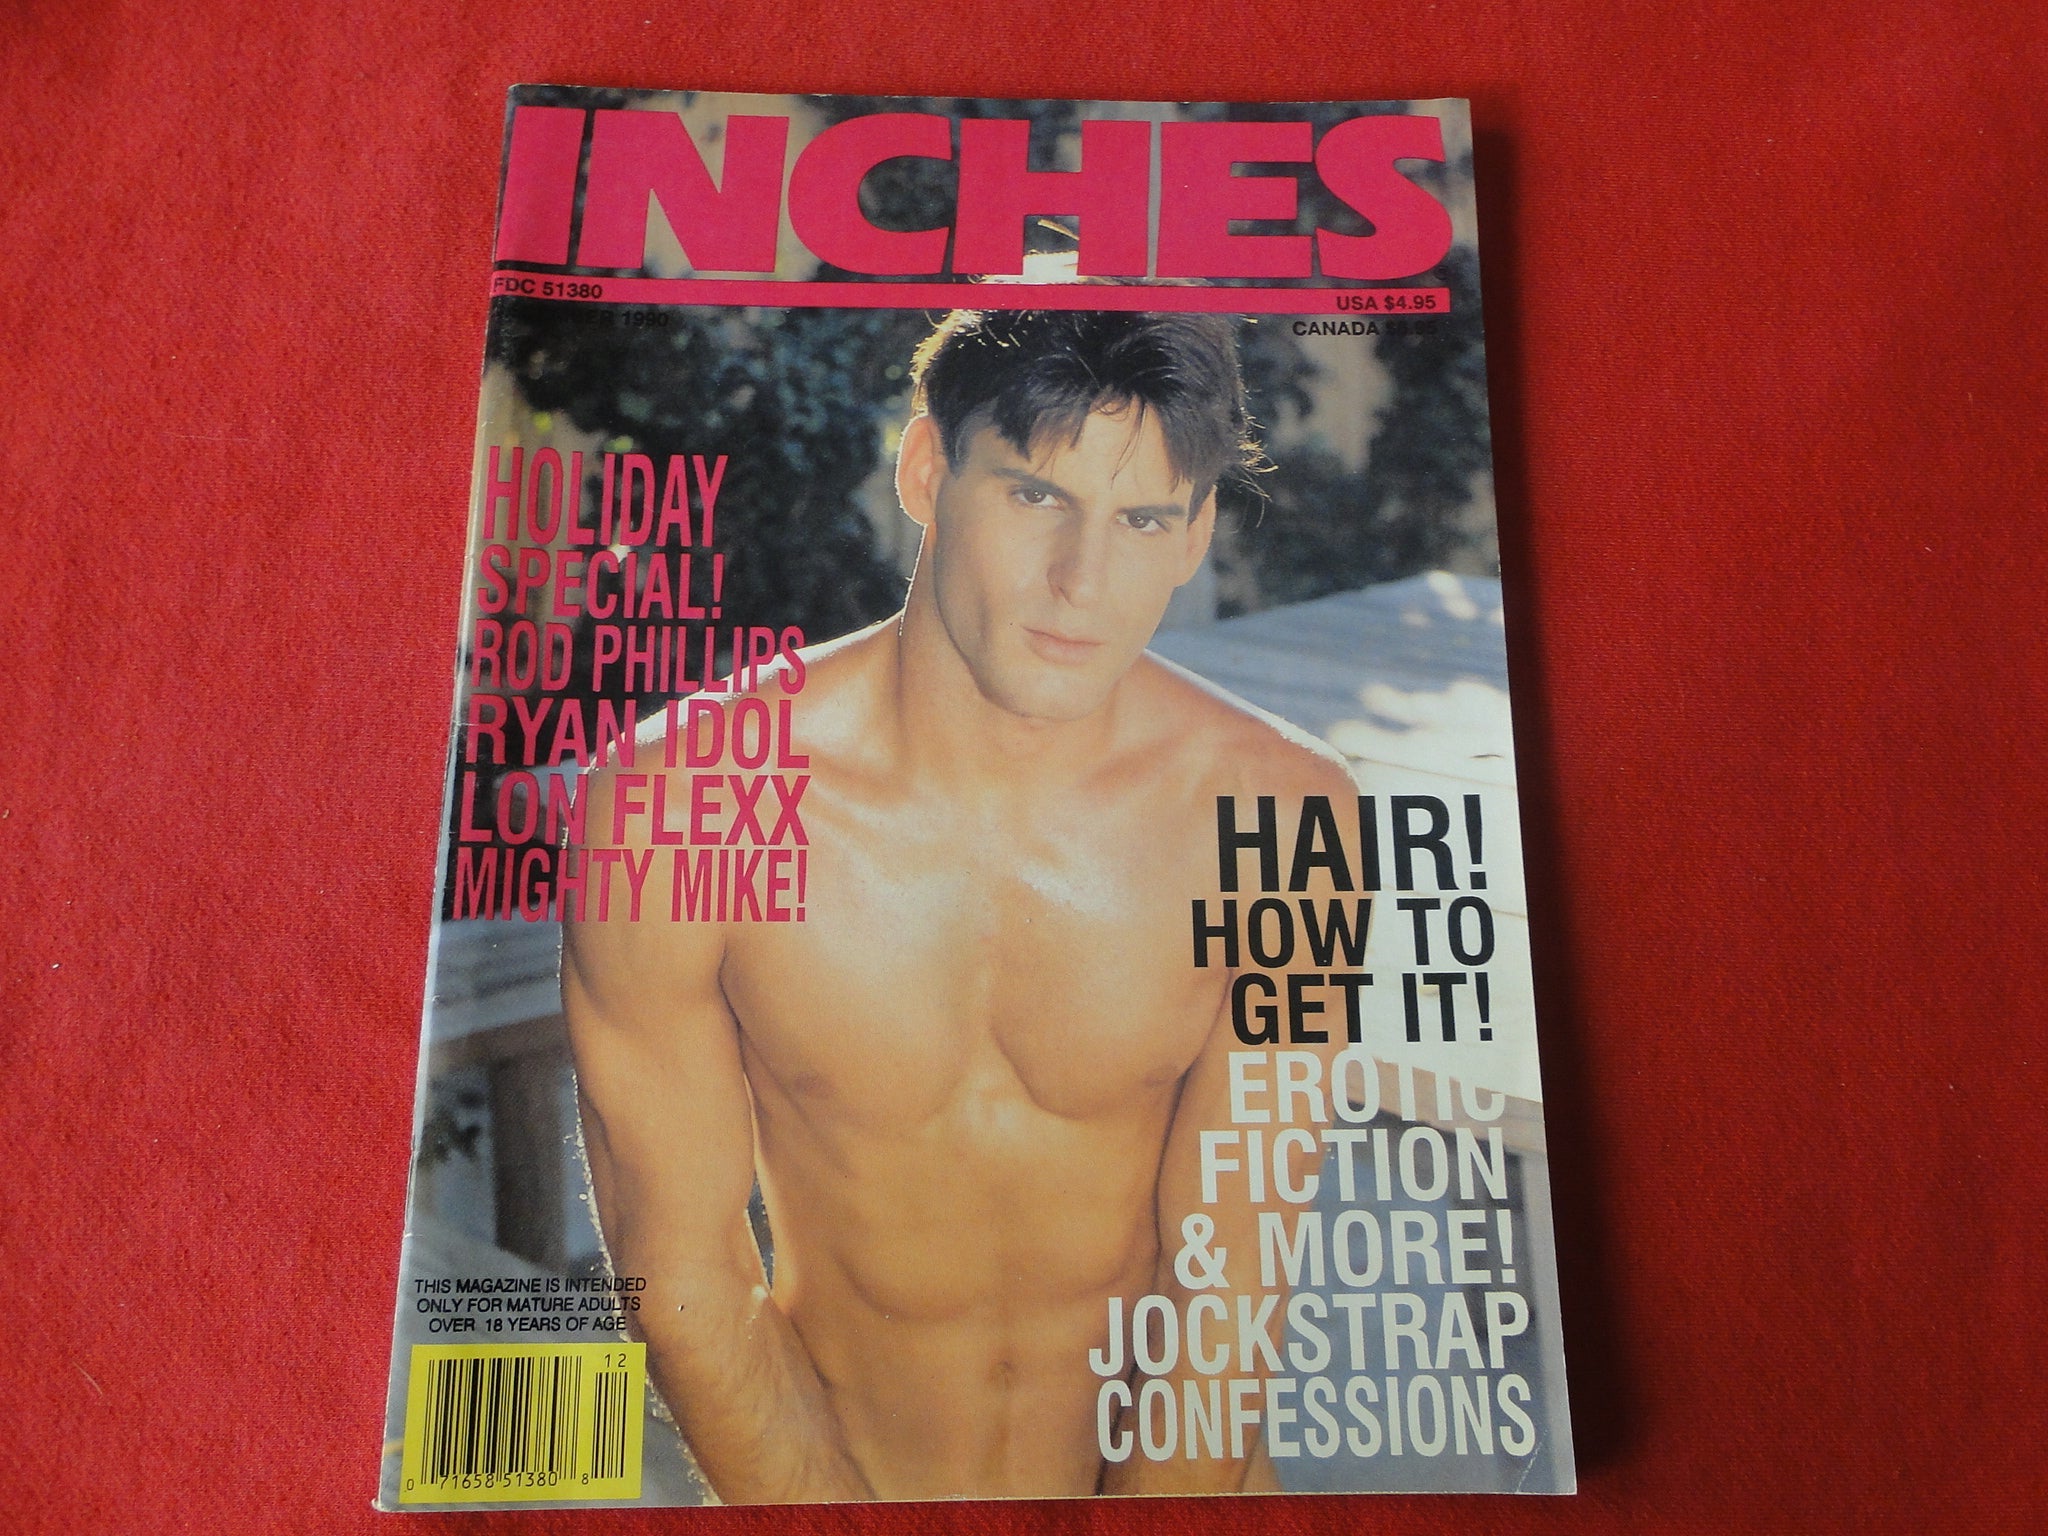 INCHES
FDC 51380
USA $4.95
1990
CANADA
HOLIDAY
SPECIAL!
ROD PHILLIPS
RYAN IDOL
LON FLEXX
MIGHTY MIKE!
HAIR!
HOW TO
GET IT!
EROTIC
FICTION
& MORE!
JOCKSTRAP
CONFESSIONS
THIS MAGAZINE IS INTENDED
ONLY FOR MATURE ADULTS
OVER 18 YEARS OF AGE
12
0 71658 51380 8